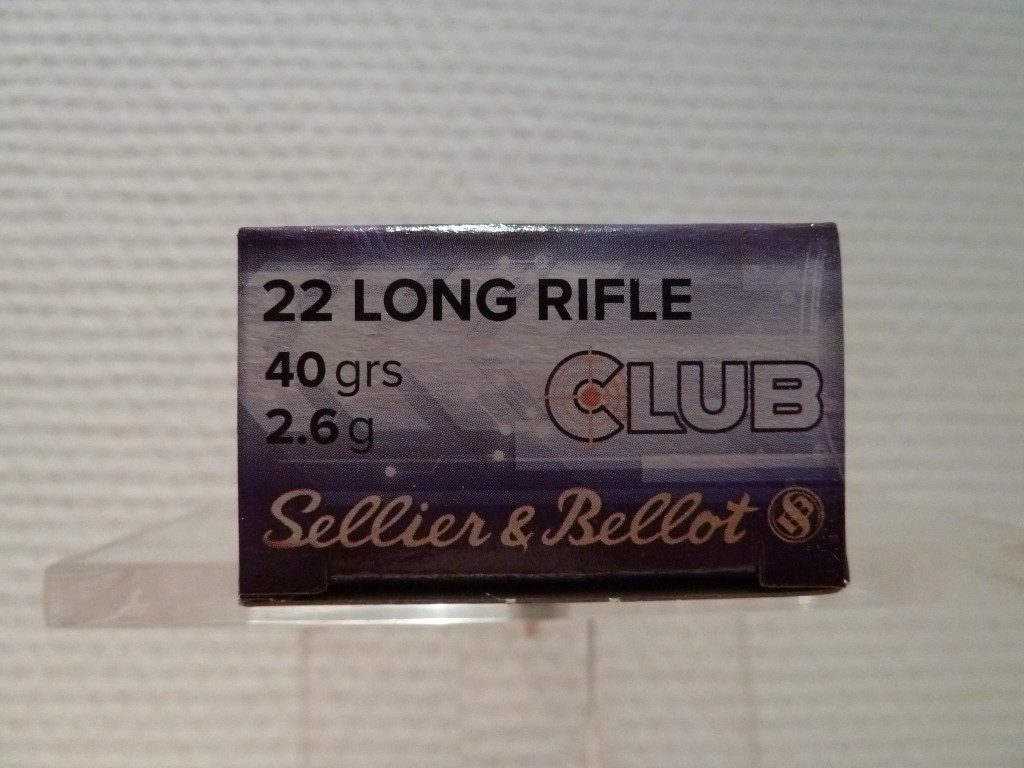 22 LONG RIFLE
40 grs
2.6 g
CLUB
Sellier & Bellot